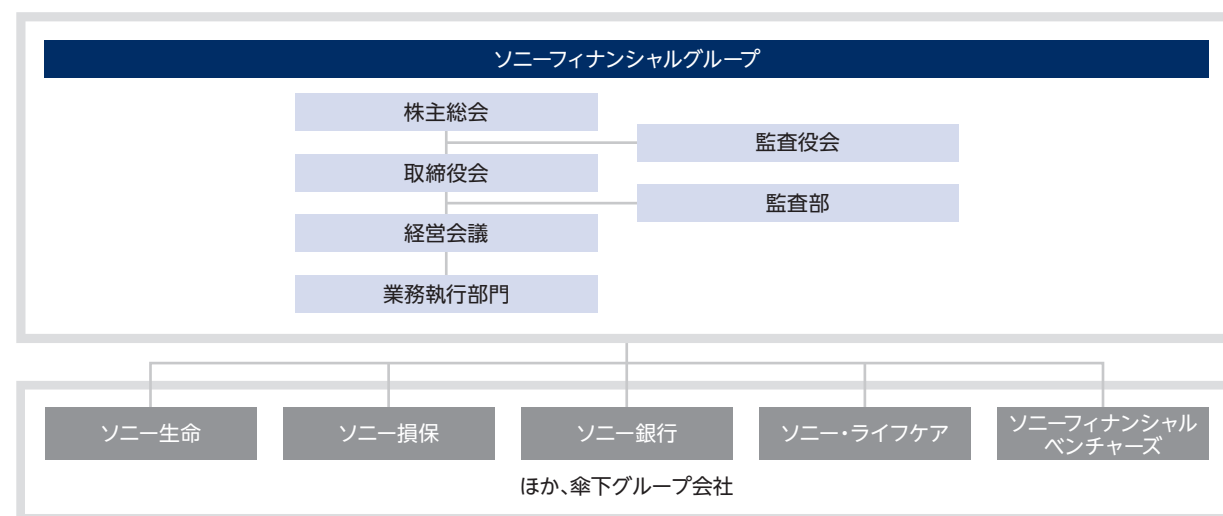 ソニーフィナンシャルグループ
株主総会
監査役会
取締役会
監査部
経営会議
業務執行部門
ソニー生命
ソニー損保
ソニー銀行
ソニー・ライフケア
ソニーフィナンシャル
ベンチャーズ
ほか、傘下グループ会社